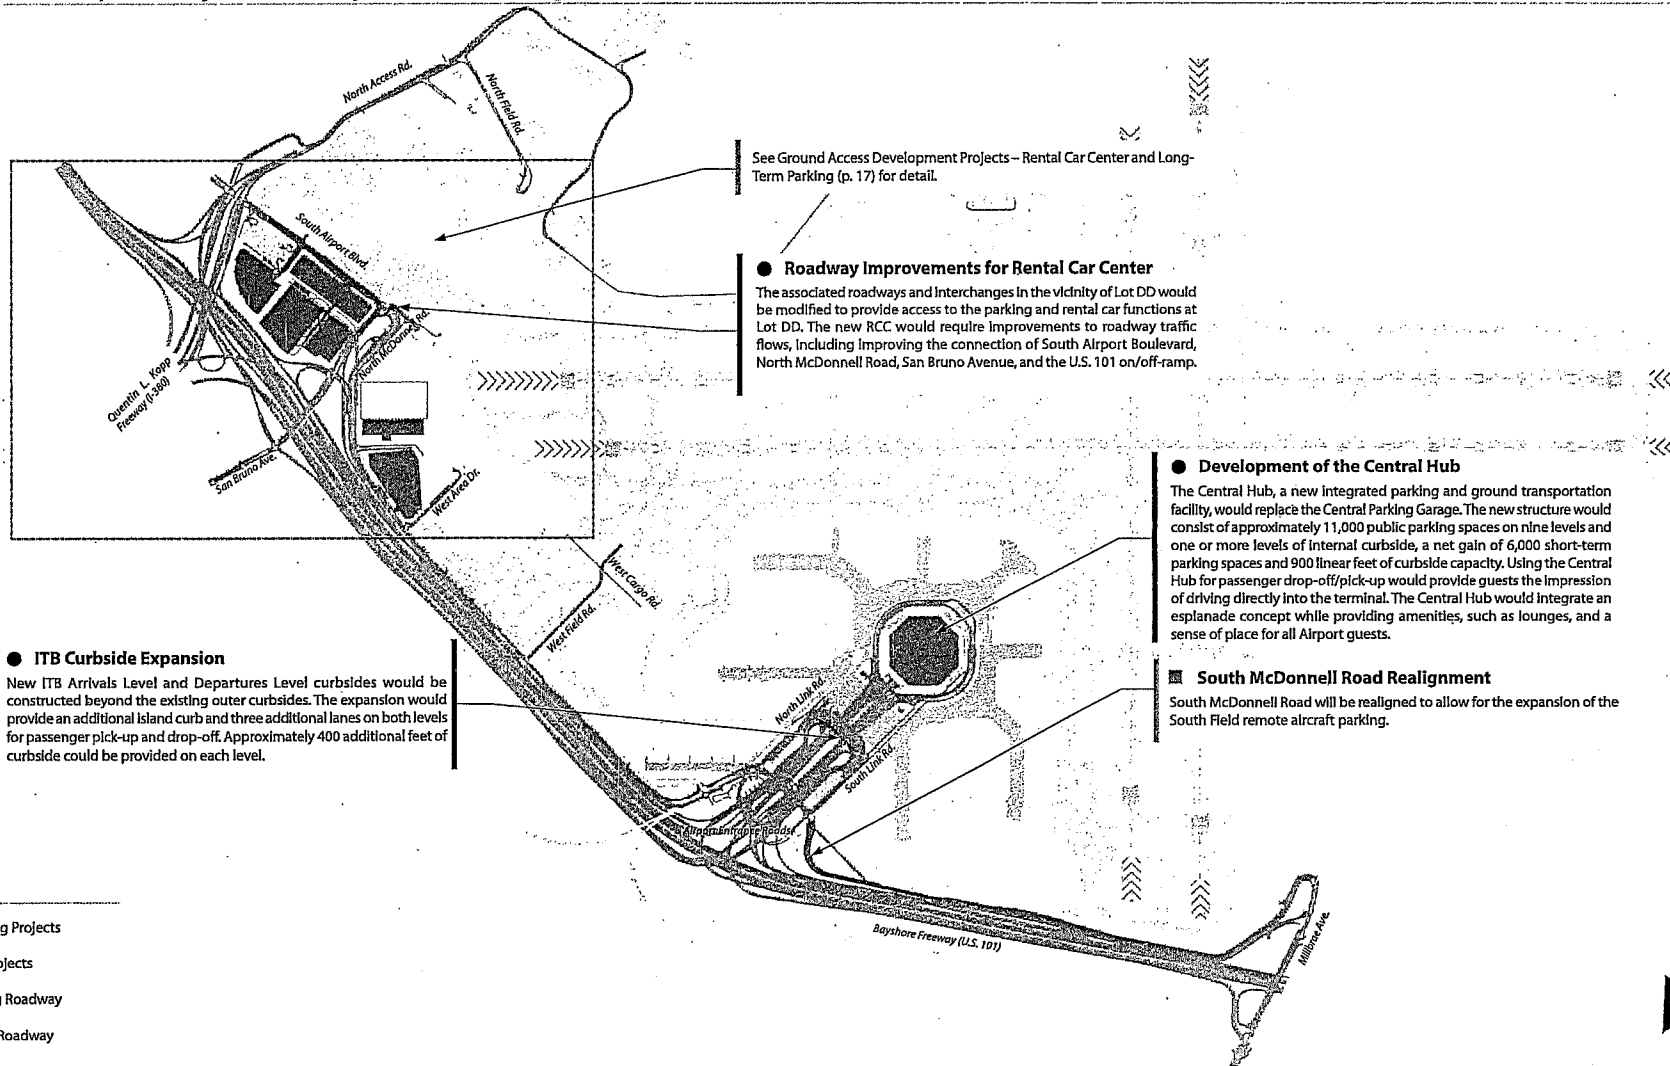 North Access Rd.
North Field Rd.
See Ground Access Development Projects – Rental Car Center and Long-
Term Parking (p. 17) for detail.
South Airport Blvd.
● Roadway Improvements for Rental Car Center
The associated roadways and interchanges in the vicinity of Lot DD would
be modified to provide access to the parking and rental car functions at
Lot DD. The new RCC would require improvements to roadway traffic
flows, including improving the connection of South Airport Boulevard,
North McDonnell Road, San Bruno Avenue, and the U.S. 101 on/off-ramp.
North McDonnell Rd.
Quentin L. Kopp
Freeway (I-380)
San Bruno Ave.
West Area Dr.
● Development of the Central Hub
The Central Hub, a new integrated parking and ground transportation
facility, would replace the Central Parking Garage. The new structure would
consist of approximately 11,000 public parking spaces on nine levels and
one or more levels of internal curbside, a net gain of 6,000 short-term
parking spaces and 900 linear feet of curbside capacity. Using the Central
Hub for passenger drop-off/pick-up would provide guests the impression
of driving directly into the terminal. The Central Hub would integrate an
esplanade concept while providing amenities, such as lounges, and a
sense of place for all Airport guests.
West Cargo Rd.
West Field Rd.
● ITB Curbside Expansion
New ITB Arrivals Level and Departures Level curbsides would be
constructed beyond the existing outer curbsides. The expansion would
provide an additional island curb and three additional lanes on both levels
for passenger pick-up and drop-off. Approximately 400 additional feet of
curbside could be provided on each level.
■ South McDonnell Road Realignment
South McDonnell Road will be realigned to allow for the expansion of the
South Field remote aircraft parking.
North Link Rd.
South Link Rd.
Airport Entrance Roads
Bayshore Freeway (U.S. 101)
Millbrae Ave.
g Projects
ojects
g Roadway
Roadway